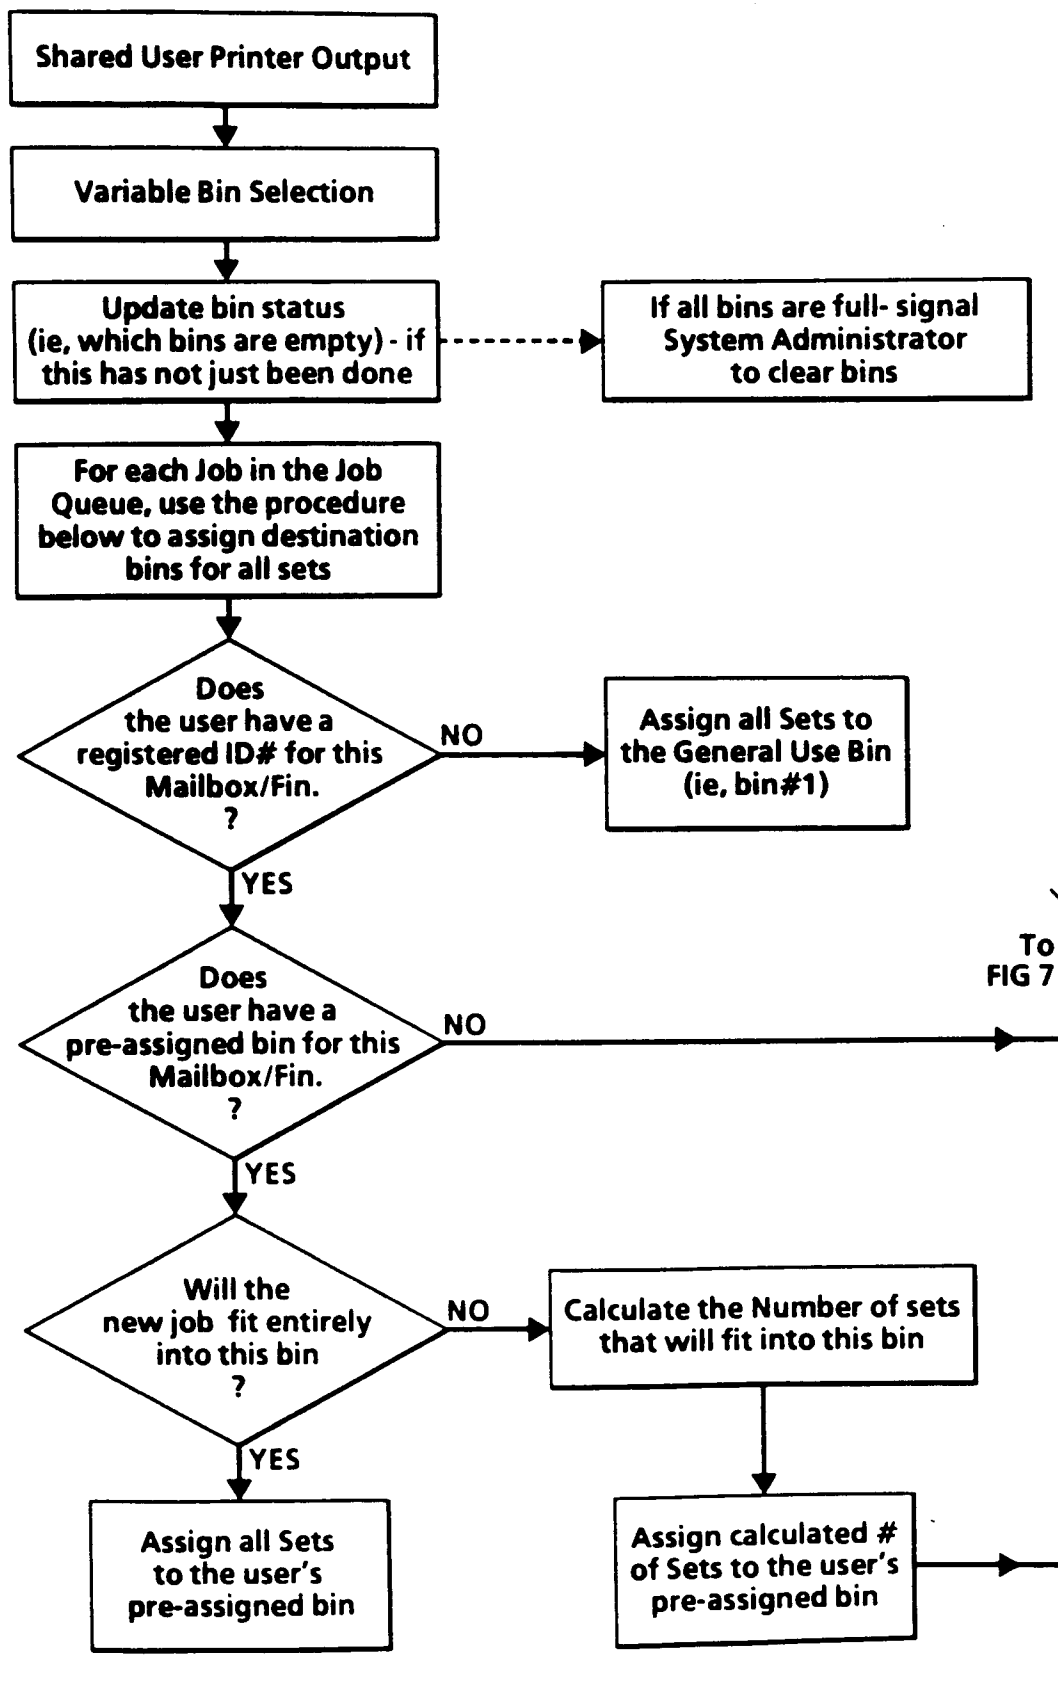 Shared User Printer Output
Variable Bin Selection
Update bin status
(ie, which bins are empty) - if
this has not just been done
If all bins are full- signal
System Administrator
to clear bins
For each Job in the Job
Queue, use the procedure
below to assign destination
bins for all sets
Does
the user have a
registered ID# for this
Mailbox/Fin.
?
NO
Assign all Sets to
the General Use Bin
(ie, bin#1)
YES
Does
the user have a
pre-assigned bin for this
Mailbox/Fin.
?
NO
To
FIG 7
YES
Will the
new job fit entirely
into this bin
?
NO
Calculate the Number of sets
that will fit into this bin
YES
Assign all Sets
to the user's
pre-assigned bin
Assign calculated #
of Sets to the user's
pre-assigned bin